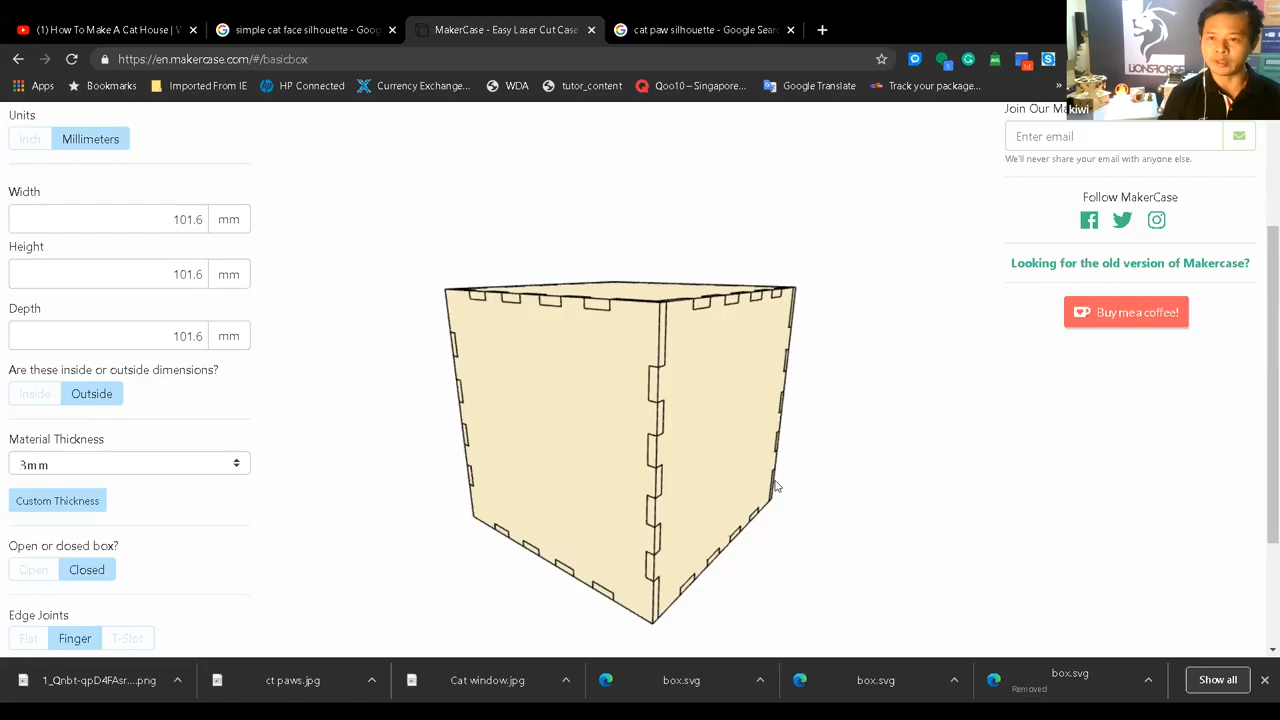 (1) How To Make A Cat House | V
simple cat face silhouette - Goog
MakerCase - Easy Laser Cut Case
cat paw silhouette - Google Sear
https://en.makercase.com/#/basicbox
Apps
Bookmarks
Imported From IE
HP Connected
Currency Exchange...
WDA
tutor_content
Qoo10 – Singapore...
Google Translate
Track your package...
»
LIONSFORGE
kiwi
Units
Inch
Millimeters
Width
101.6
mm
Height
101.6
mm
Depth
101.6
mm
Are these inside or outside dimensions?
Inside
Outside
Material Thickness
3mm
Custom Thickness
Open or closed box?
Open
Closed
Edge Joints
Flat
Finger
T-Slot
Join Our Ma
Enter email
We'll never share your email with anyone else.
Follow MakerCase
Looking for the old version of Makercase?
Buy me a coffee!
1_Qnbt-qpD4FAsr....png
ct paws.jpg
Cat window.jpg
box.svg
box.svg
box.svg
Removed
Show all